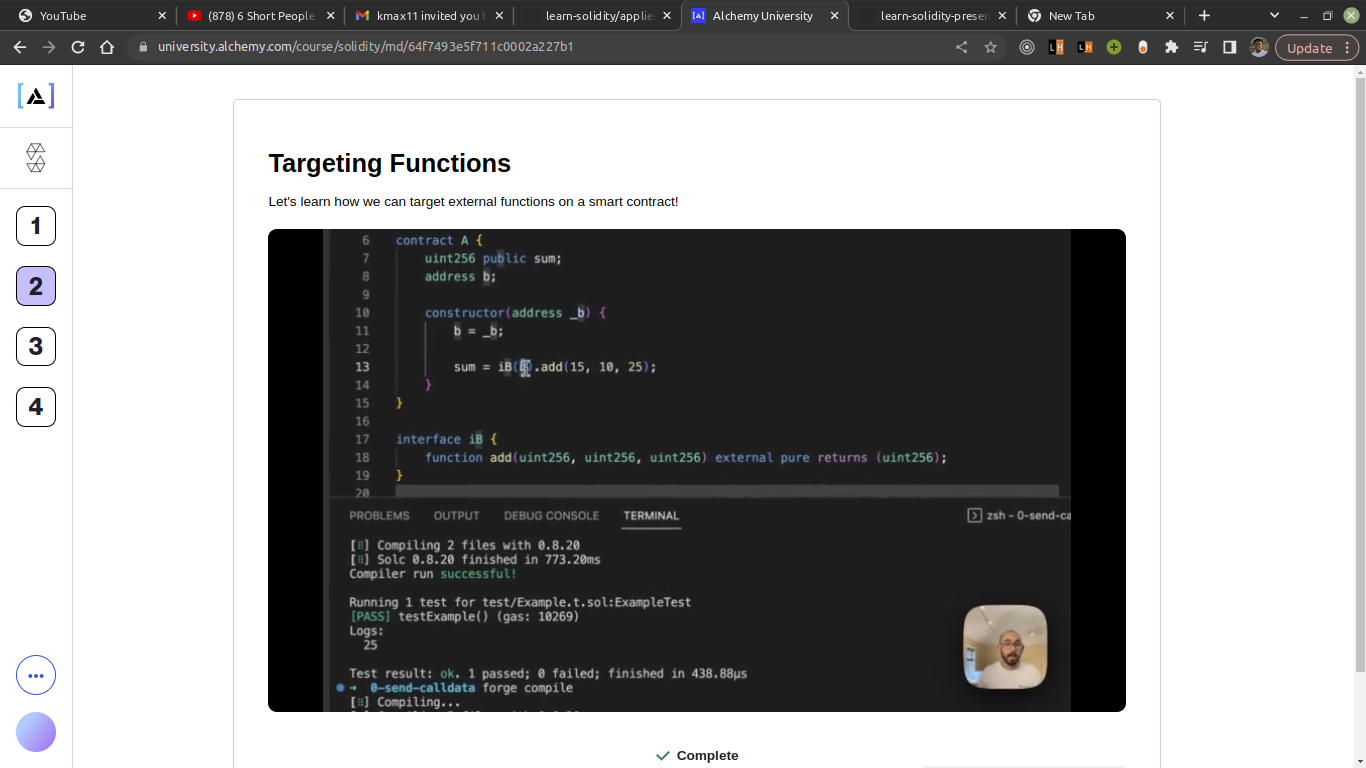 YouTube
(878) 6 Short People
kmax11 invited you t
learn-solidity/applie
Alchemy University
learn-solidity-presen
New Tab
university.alchemy.com/course/solidity/md/64f7493e5f711c0002a227b1
LH
LH
Update
1
2
3
4
Targeting Functions
Let's learn how we can target external functions on a smart contract!
6 contract A {
7 uint256 public sum;
8 address b;
9
10 constructor(address _b) {
11 b = _b;
12
13 sum = iB(b).add(15, 10, 25);
14 }
15 }
16
17 interface iB {
18 function add(uint256, uint256, uint256) external pure returns (uint256);
19 }
20
PROBLEMS OUTPUT DEBUG CONSOLE TERMINAL
zsh - 0-send-ca
[⠿] Compiling 2 files with 0.8.20
[⠿] Solc 0.8.20 finished in 773.20ms
Compiler run successful!
Running 1 test for test/Example.t.sol:ExampleTest
[PASS] testExample() (gas: 10269)
Logs:
25
Test result: ok. 1 passed; 0 failed; finished in 438.88µs
➜ 0-send-calldata forge compile
[⠿] Compiling...
Complete